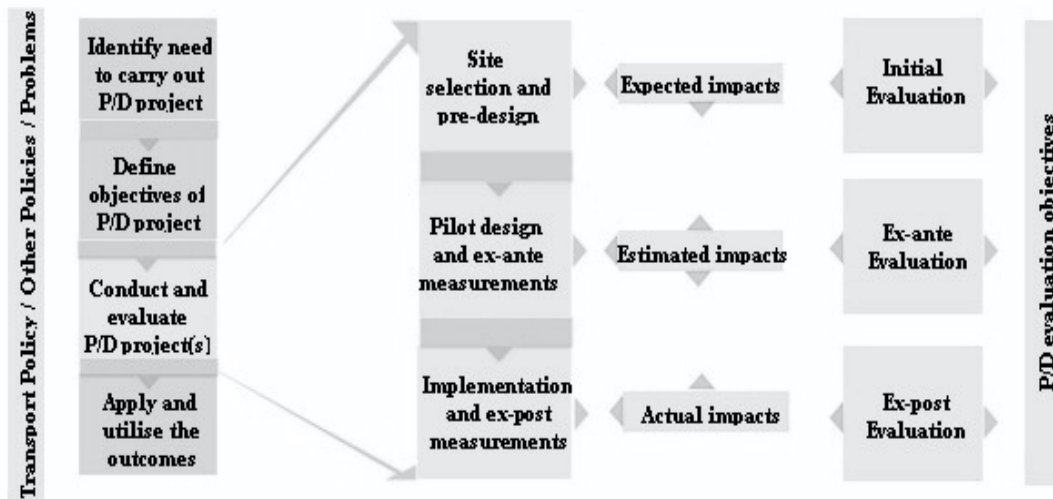 Transport Policy / Other Policies / Problems
Identify need
to carry out
P/D project
Define
objectives of
P/D project
Conduct and
evaluate
P/D project(s)
Apply and
utilise the
outcomes
Site
selection and
pre-design
Pilot design
and ex-ante
measurements
Implementation
and ex-post
measurements
Expected impacts
Estimated impacts
Actual impacts
Initial
Evaluation
Ex-ante
Evaluation
Ex-post
Evaluation
P/D evaluation objectives